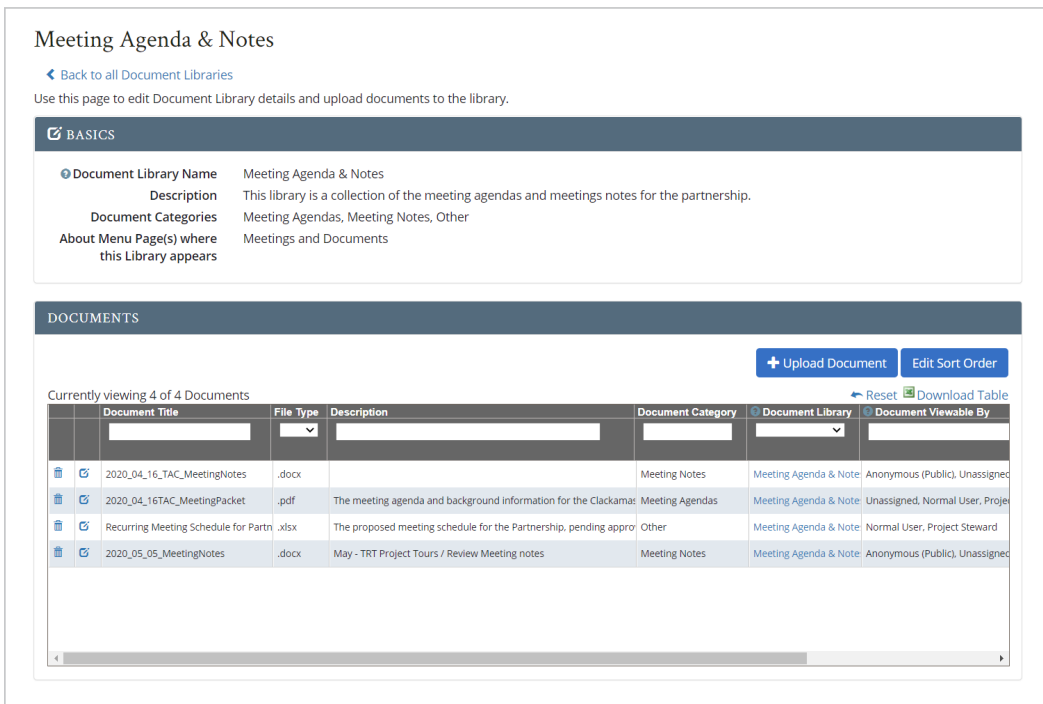 Meeting Agenda & Notes
Back to all Document Libraries
Use this page to edit Document Library details and upload documents to the library.
BASICS
Document Library Name Meeting Agenda & Notes
Description This library is a collection of the meeting agendas and meetings notes for the partnership.
Document Categories Meeting Agendas, Meeting Notes, Other
About Menu Page(s) where Meetings and Documents
this Library appears
DOCUMENTS
Upload Document Edit Sort Order
Currently viewing 4 of 4 Documents Reset Download Table
Document Title File Type Description Document Category Document Library Document Viewable By
2020_04_16_TAC_MeetingNotes .docx Meeting Notes Meeting Agenda & Note Anonymous (Public), Unassigned
2020_04_16TAC_MeetingPacket .pdf The meeting agenda and background information for the Clackamas Meeting Agendas Meeting Agenda & Note Unassigned, Normal User, Proje
Recurring Meeting Schedule for Partn .xlsx The proposed meeting schedule for the Partnership, pending approv Other Meeting Agenda & Note Normal User, Project Steward
2020_05_05_MeetingNotes .docx May - TRT Project Tours / Review Meeting notes Meeting Notes Meeting Agenda & Note Anonymous (Public), Unassigned